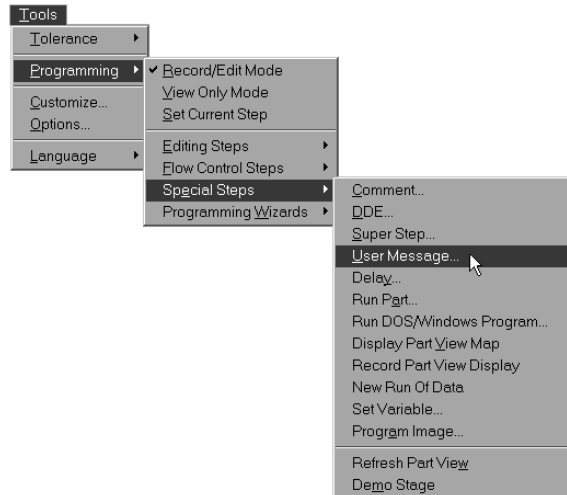 Tools
Tolerance
Programming
Customize...
Options...
Language
Record/Edit Mode
View Only Mode
Set Current Step
Editing Steps
Flow Control Steps
Special Steps
Programming Wizards
Comment...
DDE...
Super Step...
User Message...
Delay...
Run Part...
Run DOS/Windows Program...
Display Part View Map
Record Part View Display
New Run Of Data
Set Variable...
Program Image...
Refresh Part View
Demo Stage